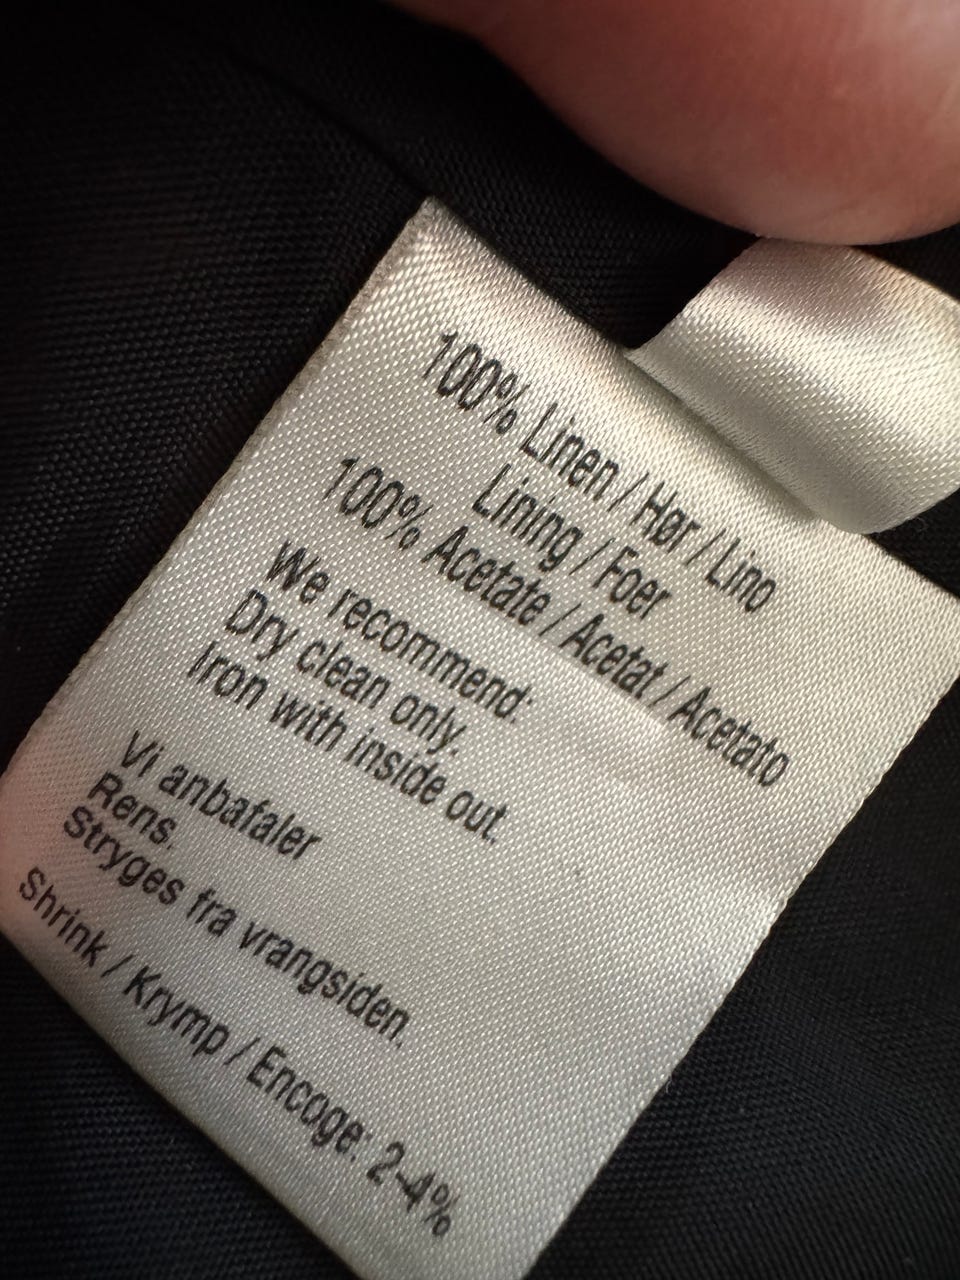 100% Linen / Hør / Lino
Lining / Foer
100% Acetate / Acetat / Acetato
We recommend:
Dry clean only.
Iron with inside out.
Vi anbafaler
Rens.
Stryges fra vrangsiden.
Shrink / Krymp / Encoge: 2-4%